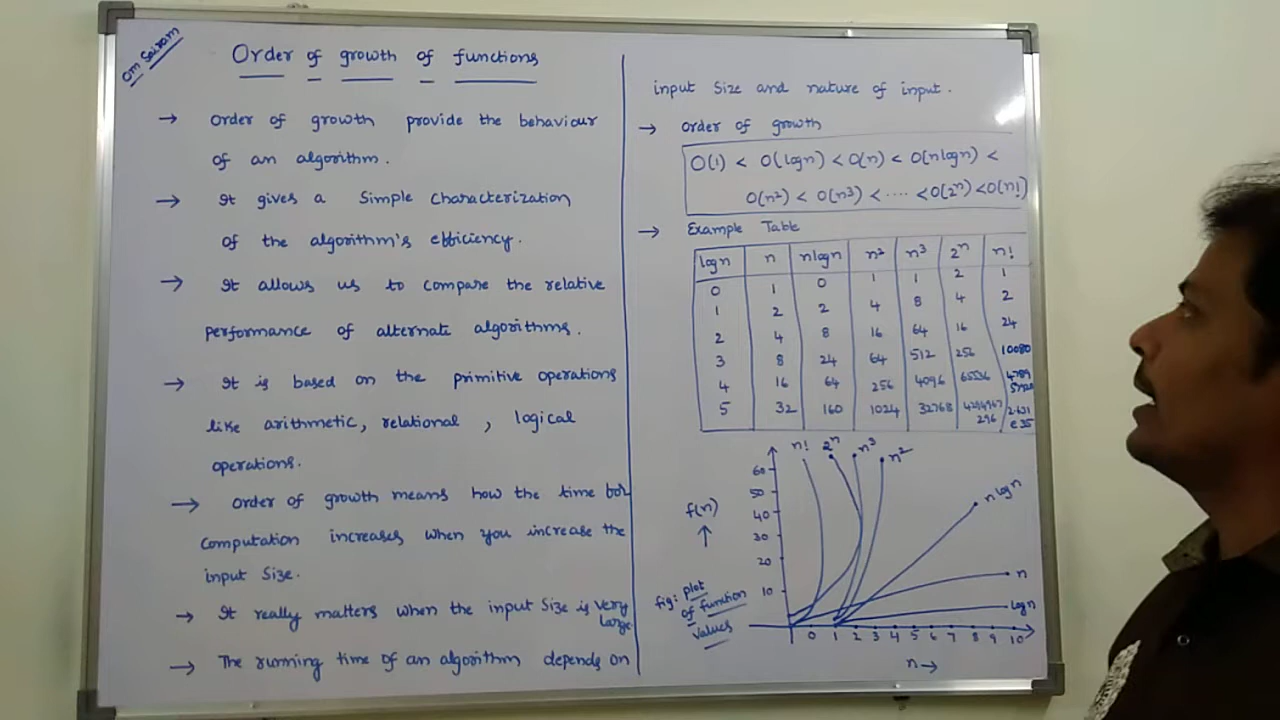 Om Sairam
Order of growth of functions
→ Order of growth provide the behaviour
of an algorithm.
→ It gives a Simple characterization
of the algorithm's efficiency.
→ It allows us to compare the relative
performance of alternate algorithms.
→ It is based on the primitive operations
like arithmetic, relational, logical
operations.
→ Order of growth means how the time for
computation increases when you increase the
input Size.
→ It really matters when the input Size is very
large
→ The running time of an algorithm depends on
input Size and nature of input.
→ Order of growth
O(1) < O(logn) < O(n) < O(nlogn) <
O(n²) < O(n³) < ···· < O(2ⁿ) < O(n!)
→ Example Table
logn n nlogn n² n³ 2ⁿ n!
0 1 0 1 1 2 1
1 2 2 4 8 4 2
2 4 8 16 64 16 24
3 8 24 64 512 256 10080
4 16 64 256 4096 65536 4789
5 32 160 1024 32768 4294967
296 2.631
e35
n! 2ⁿ n³ n²
60
50
40
30
20
10
f(n)
↑
nlogn
n
logn
fig: plot
of function
values
0 1 2 3 4 5 6 7 8 9 10
n→